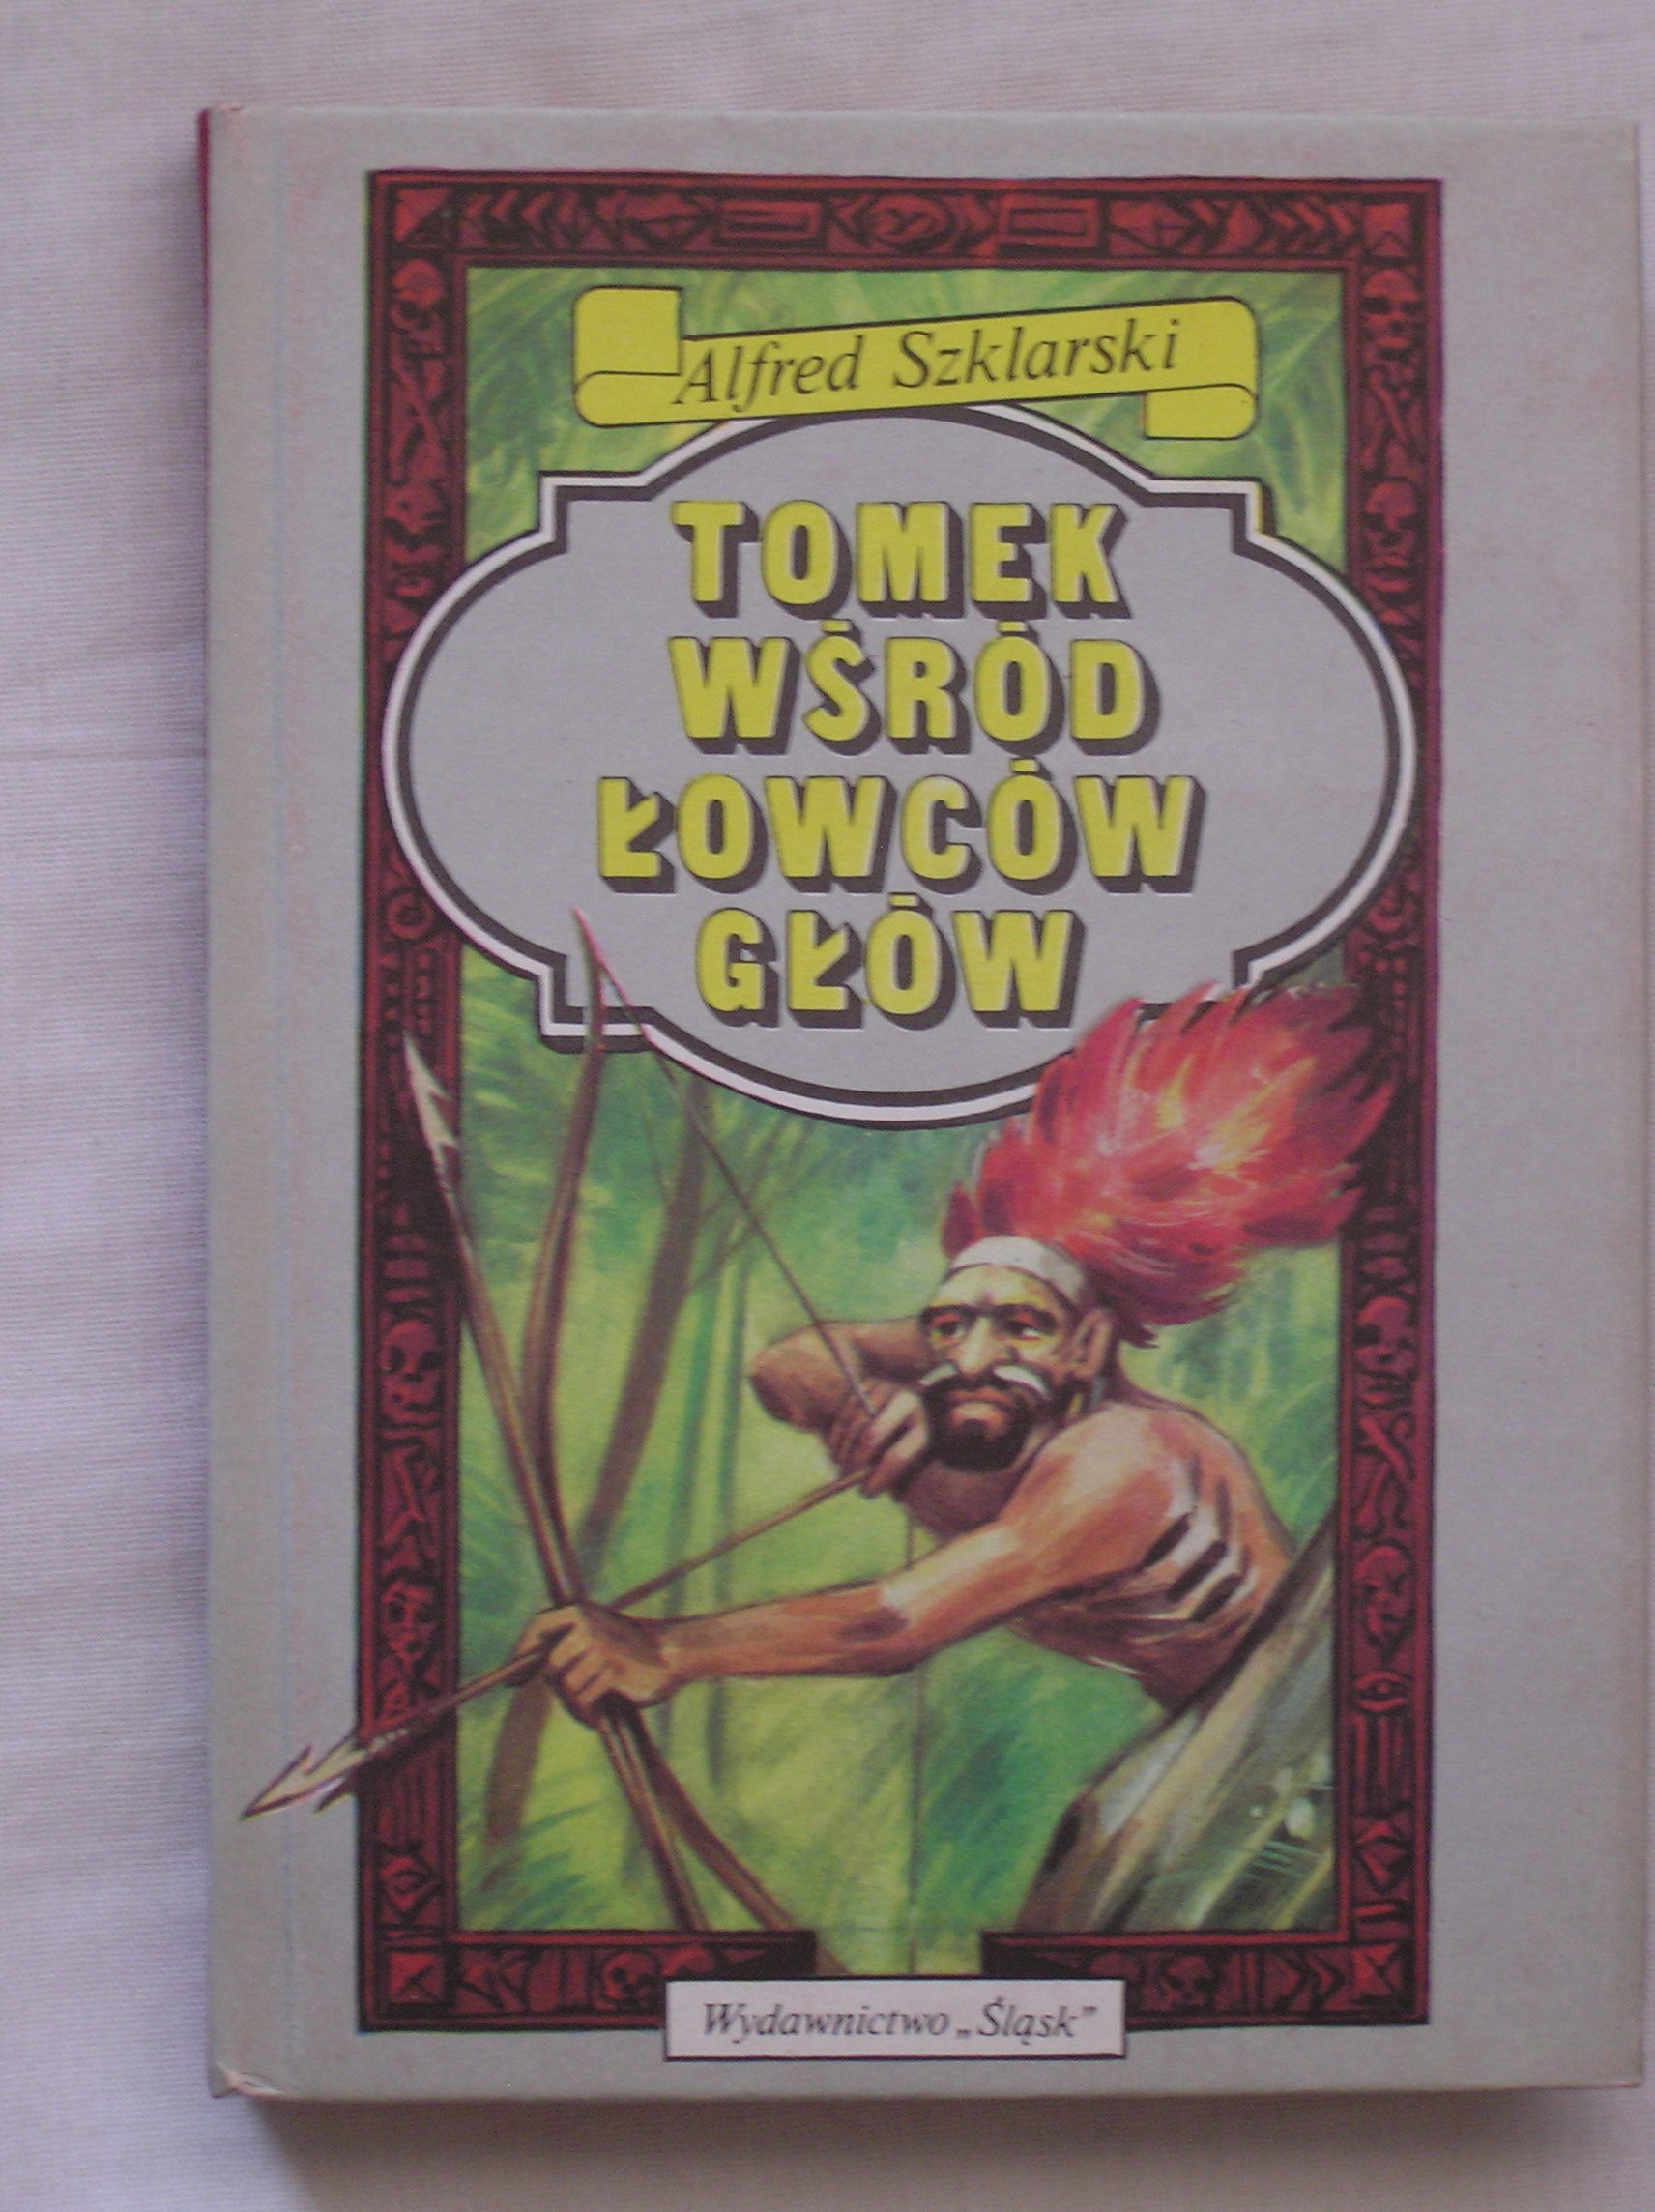 Alfred Szklarski
TOMEK
WŚRÓD
ŁOWCÓW
GŁÓW
Wydawnictwo „Śląsk”